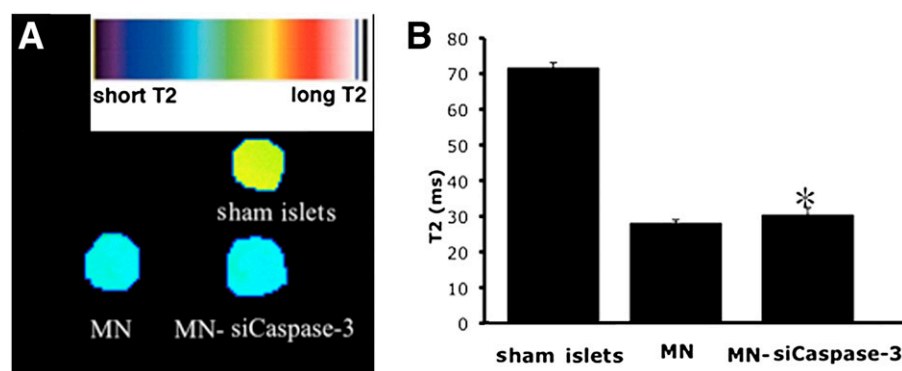 A
short T2 long T2
sham islets
MN MN- siCaspase-3
B
T2 (ms)
80
70
60
50
40
30
20
10
0
*
sham islets MN MN-siCaspase-3